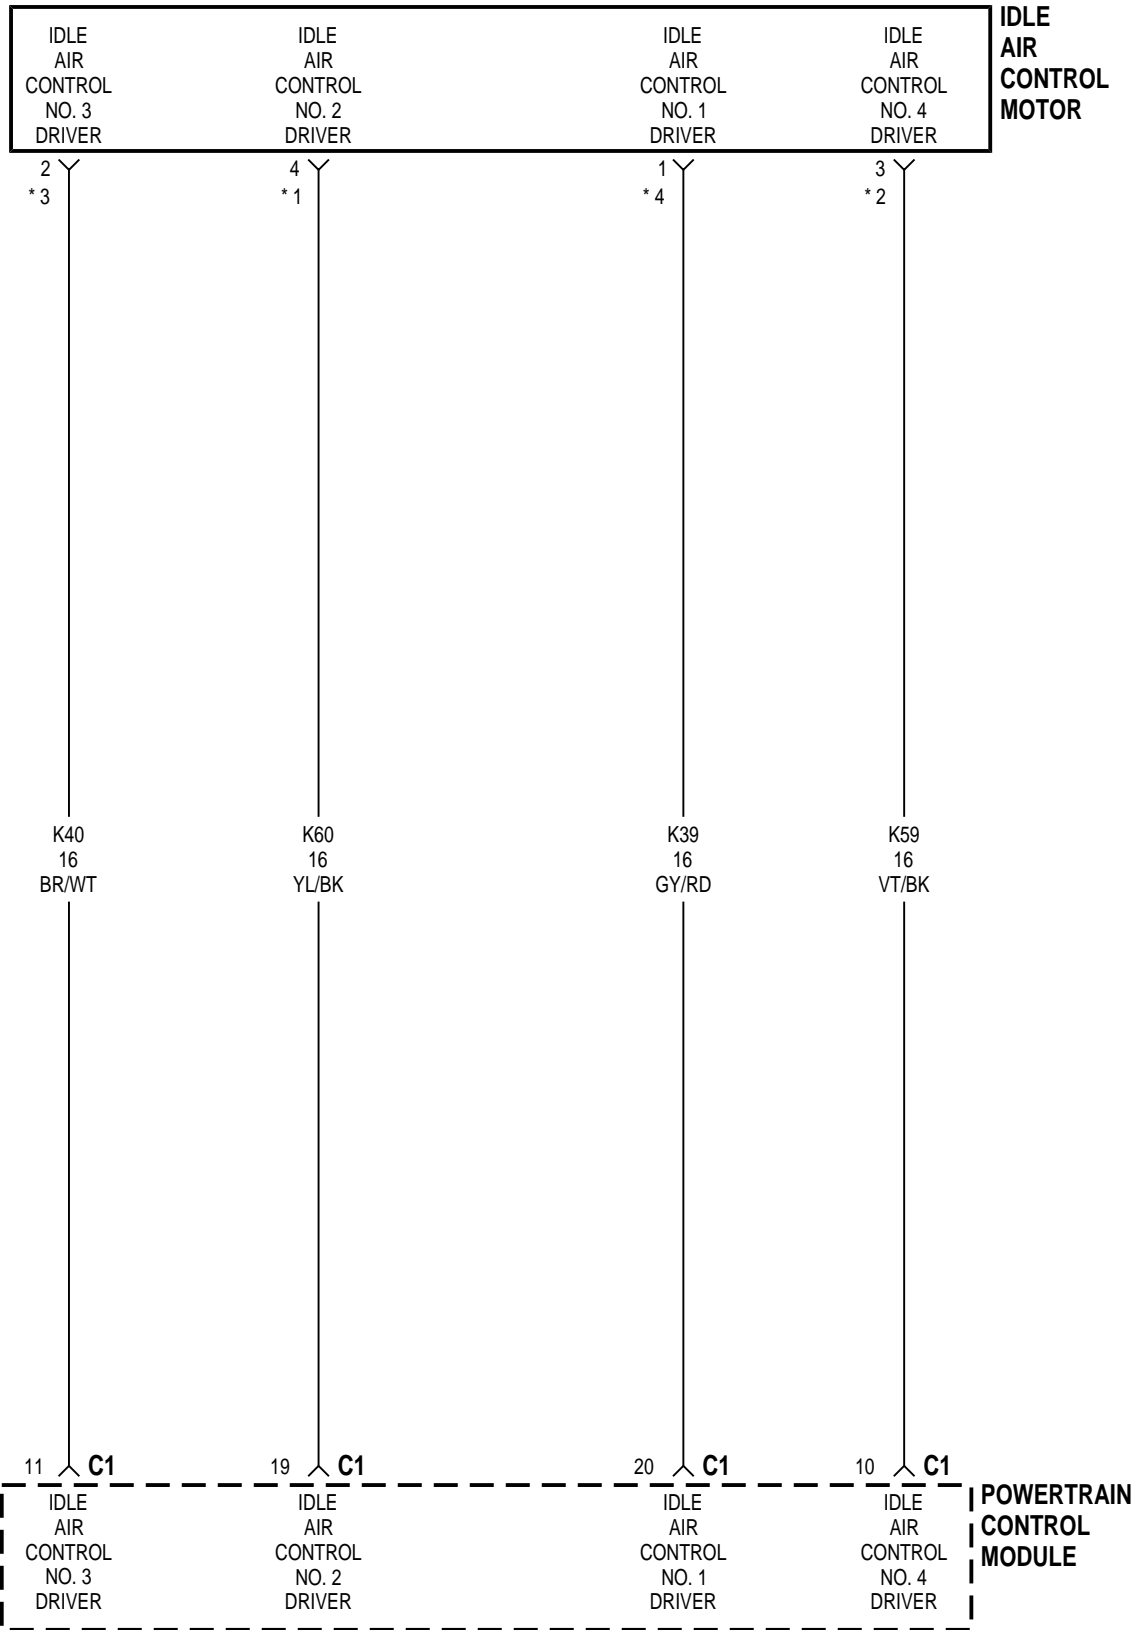 IDLE
AIR
CONTROL
NO. 3
DRIVER
IDLE
AIR
CONTROL
NO. 2
DRIVER
IDLE
AIR
CONTROL
NO. 1
DRIVER
IDLE
AIR
CONTROL
NO. 4
DRIVER
IDLE
AIR
CONTROL
MOTOR
2
* 3
4
* 1
1
* 4
3
* 2
K40
16
BR/WT
K60
16
YL/BK
K39
16
GY/RD
K59
16
VT/BK
11 C1
19 C1
20 C1
10 C1
IDLE
AIR
CONTROL
NO. 3
DRIVER
IDLE
AIR
CONTROL
NO. 2
DRIVER
IDLE
AIR
CONTROL
NO. 1
DRIVER
IDLE
AIR
CONTROL
NO. 4
DRIVER
POWERTRAIN
CONTROL
MODULE